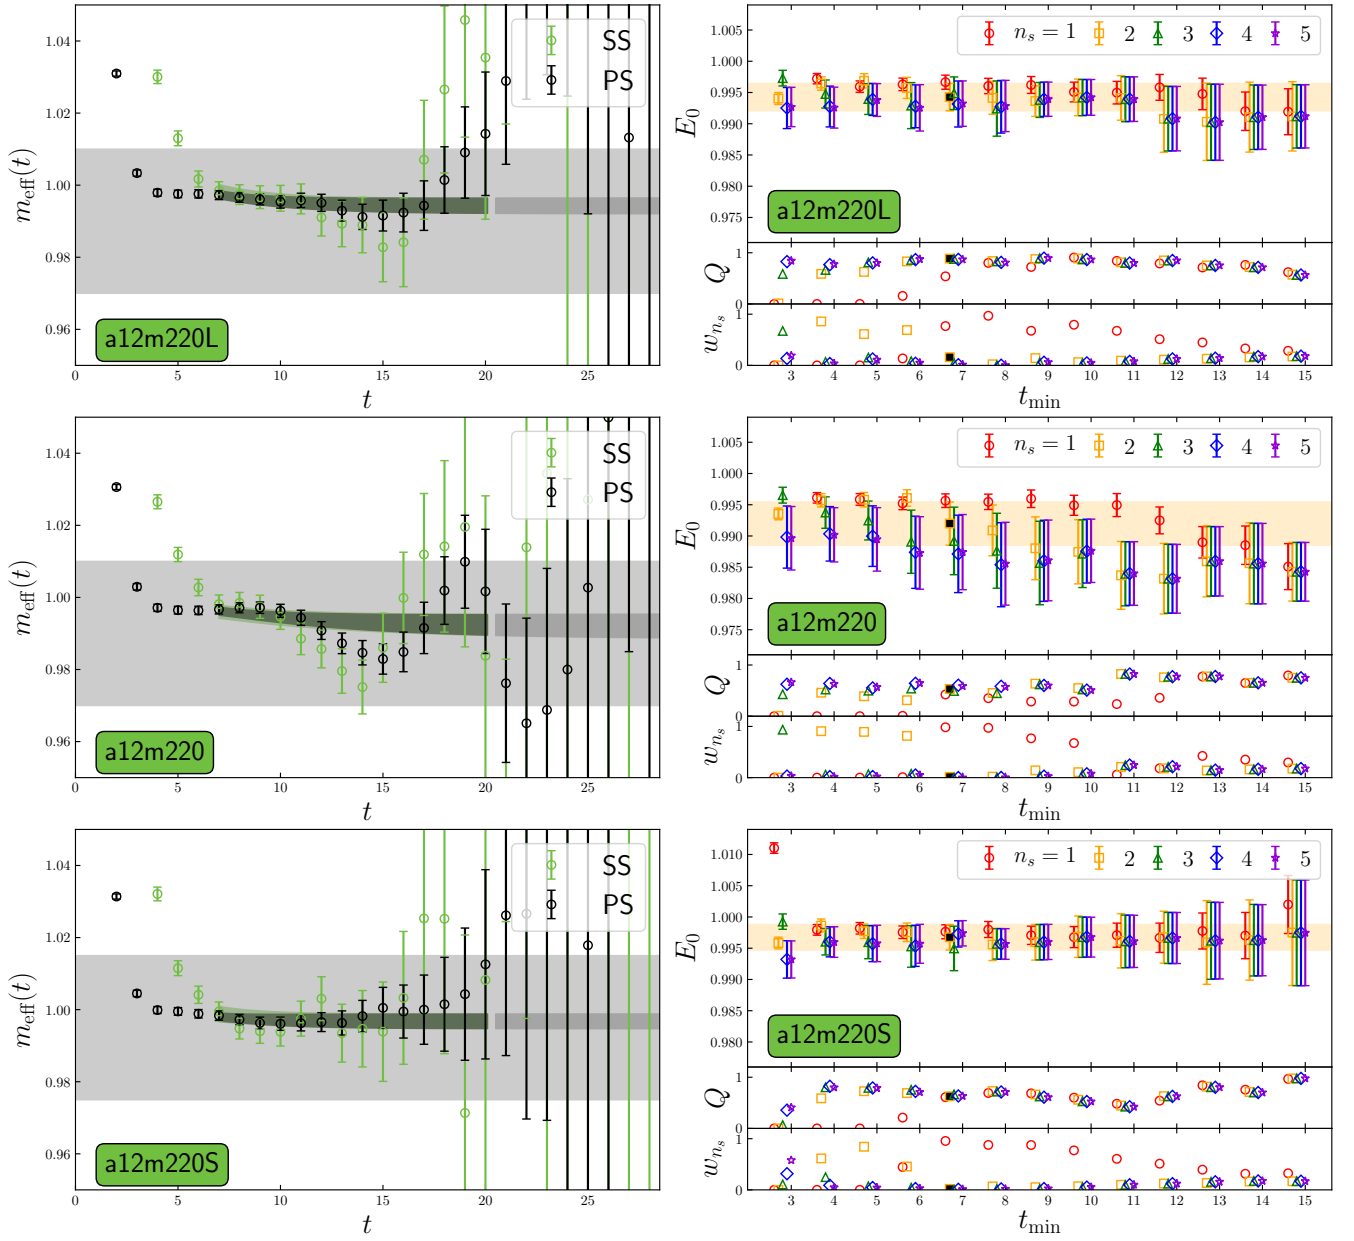 1.04
1.02
1.00
0.98
0.96
m_eff(t)
SS
PS
a12m220L
0 5 10 15 20 25
t
1.005
1.000
0.995
0.990
0.985
0.980
0.975
E_0
n_s = 1 2 3 4 5
a12m220L
1
0
Q
1
0
w_{n_s}
3 4 5 6 7 8 9 10 11 12 13 14 15
t_min
1.04
1.02
1.00
0.98
0.96
m_eff(t)
SS
PS
a12m220
0 5 10 15 20 25
t
1.005
1.000
0.995
0.990
0.985
0.980
0.975
E_0
n_s = 1 2 3 4 5
a12m220
1
0
Q
1
0
w_{n_s}
3 4 5 6 7 8 9 10 11 12 13 14 15
t_min
1.04
1.02
1.00
0.98
0.96
m_eff(t)
SS
PS
a12m220S
0 5 10 15 20 25
t
1.010
1.005
1.000
0.995
0.990
0.985
0.980
E_0
n_s = 1 2 3 4 5
a12m220S
1
0
Q
1
0
w_{n_s}
3 4 5 6 7 8 9 10 11 12 13 14 15
t_min